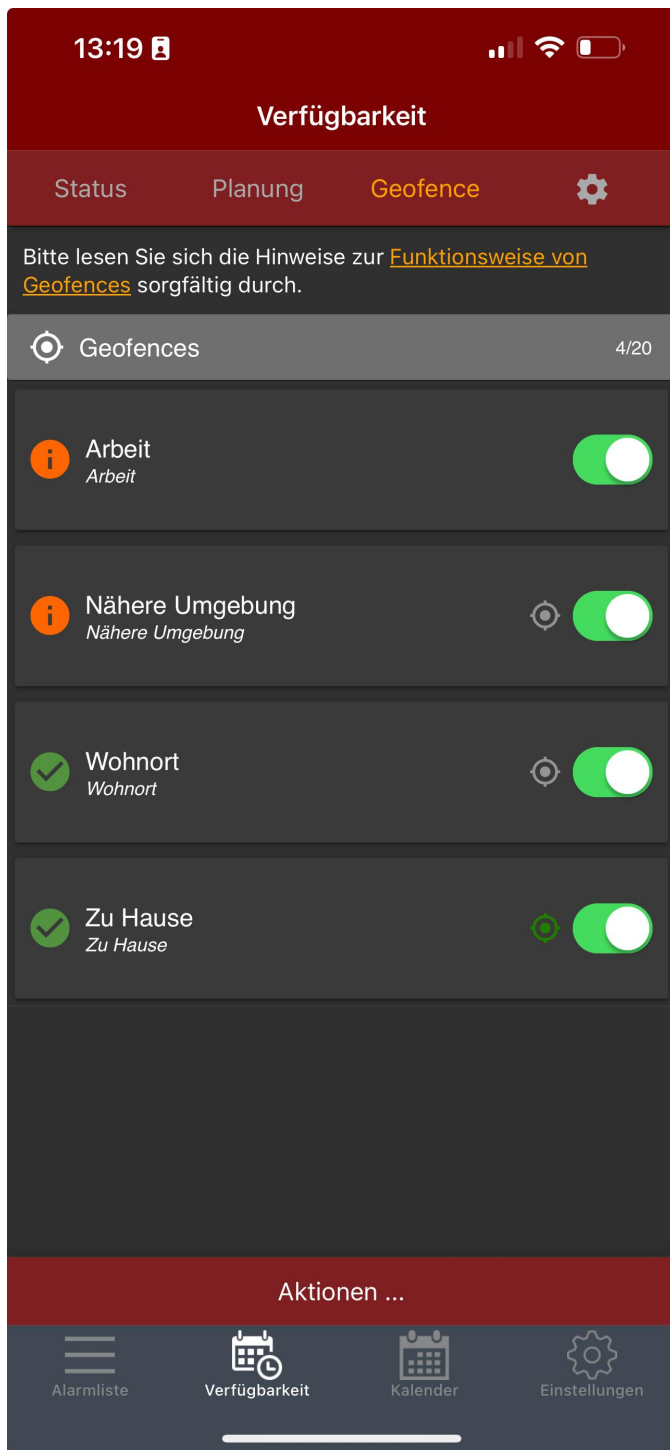 13:19
Verfügbarkeit
Status Planung Geofence
Bitte lesen Sie sich die Hinweise zur Funktionsweise von
Geofences sorgfältig durch.
Geofences 4/20
Arbeit
Arbeit
Nähere Umgebung
Nähere Umgebung
Wohnort
Wohnort
Zu Hause
Zu Hause
Aktionen ...
Alarmliste Verfügbarkeit Kalender Einstellungen